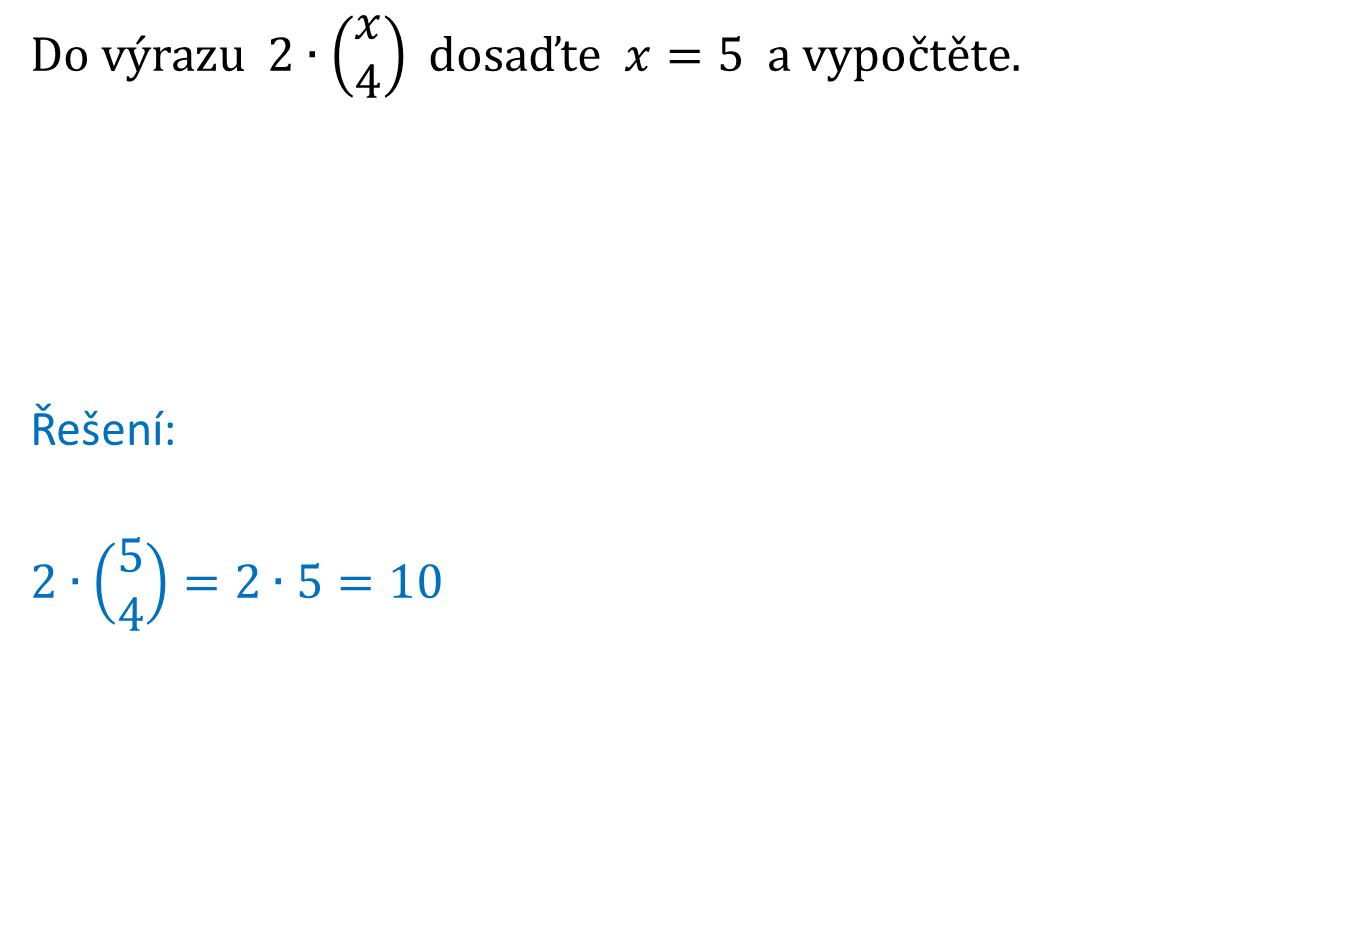 Do výrazu 2 · (x 4) dosaďte x = 5 a vypočtěte.
Řešení:
2 · (5 4) = 2 · 5 = 10